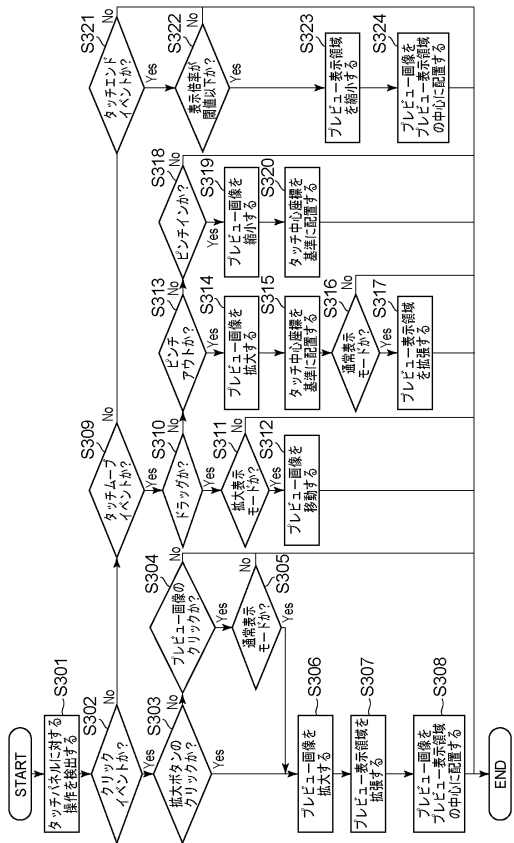 START
S301
タッチパネルに対する
操作を検出する
S302
クリック
イベントか?
No
Yes
S303
拡大ボタンの
クリックか?
No
Yes
S304
プレビュー画像の
クリックか?
No
Yes
S305
通常表示
モードか?
No
Yes
S306
プレビュー画像を
拡大する
S307
プレビュー表示領域を
拡張する
S308
プレビュー画像を
プレビュー表示領域
の中心に配置する
END
S309
タッチムーブ
イベントか?
No
Yes
S310
ドラッグか?
No
Yes
S311
拡大表示
モードか?
No
Yes
S312
プレビュー画像を
移動する
S313
ピンチ
アウトか?
No
Yes
S314
プレビュー画像を
拡大する
S315
タッチ中心座標を
基準に配置する
S316
通常表示
モードか?
No
Yes
S317
プレビュー表示領域
を拡張する
S318
ピンチインか?
No
Yes
S319
プレビュー画像を
縮小する
S320
タッチ中心座標を
基準に配置する
S321
タッチエンド
イベントか?
No
Yes
S322
表示倍率が
閾値以下か?
No
Yes
S323
プレビュー表示領域
を縮小する
S324
プレビュー画像を
プレビュー表示領域
の中心に配置する